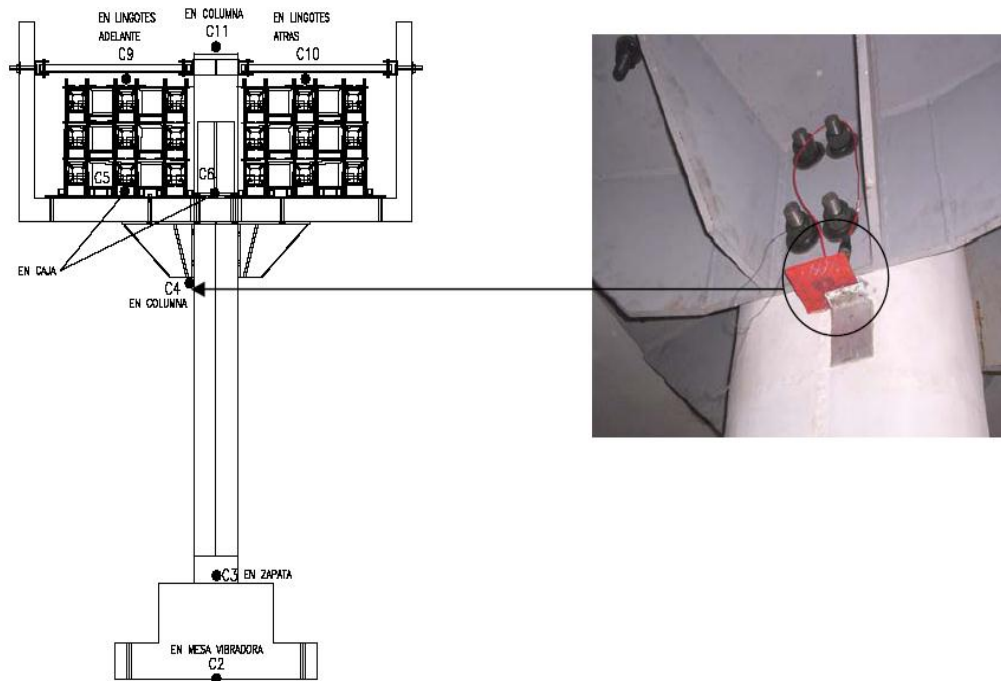 EN LINGOTES
ADELANTE
C9
EN COLUMNA
C11
EN LINGOTES
ATRAS
C10
C5
C6
EN CAJA
C4
EN COLUMNA
C3 EN ZAPATA
EN MESA VIBRADORA
C2